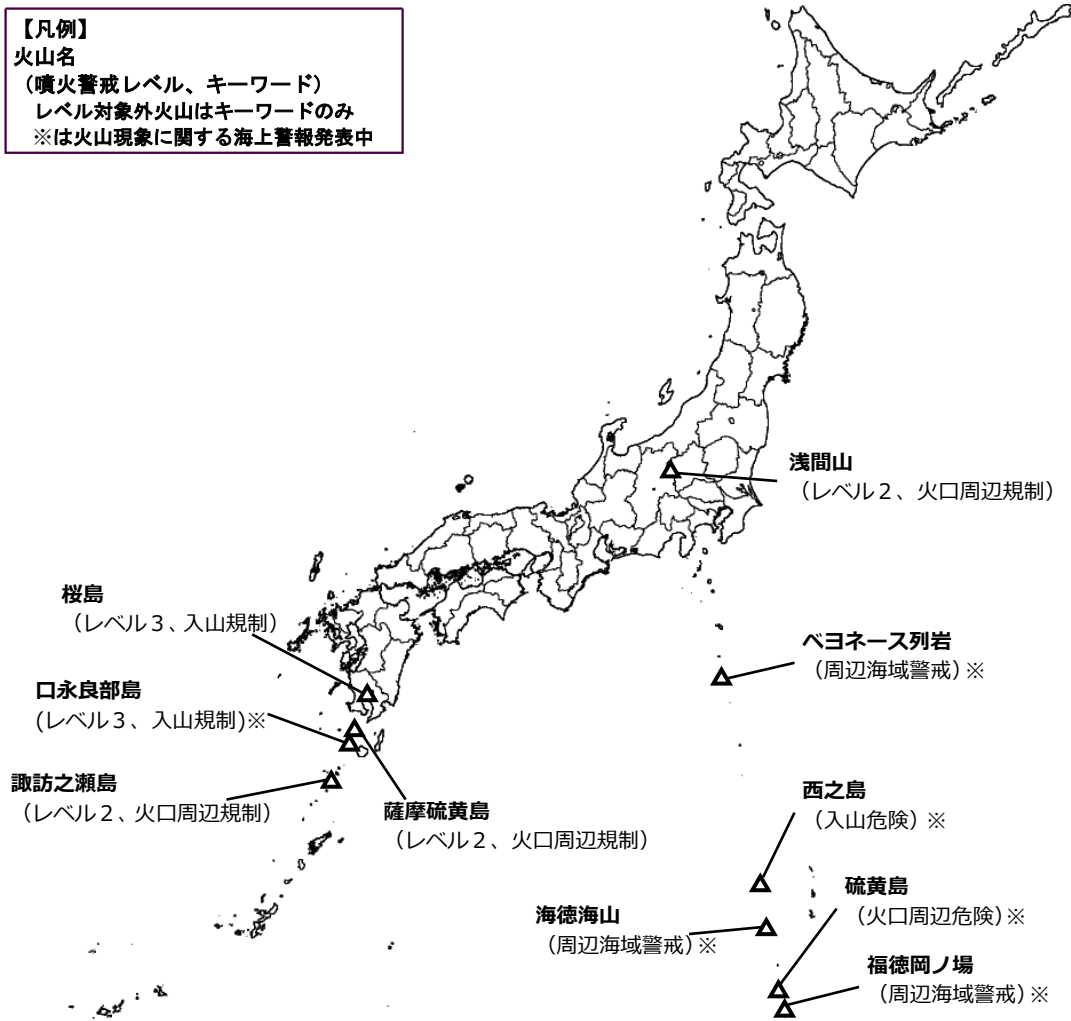 【凡例】
火山名
（噴火警戒レベル、キーワード）
レベル対象外火山はキーワードのみ
※は火山現象に関する海上警報発表中
浅間山
（レベル２、火口周辺規制）
桜島
（レベル３、入山規制）
ベヨネース列岩
（周辺海域警戒）※
口永良部島
(レベル３、入山規制)※
諏訪之瀬島
（レベル２、火口周辺規制）
薩摩硫黄島
（レベル２、火口周辺規制）
西之島
（入山危険）※
硫黄島
（火口周辺危険）※
海徳海山
（周辺海域警戒）※
福徳岡ノ場
（周辺海域警戒）※